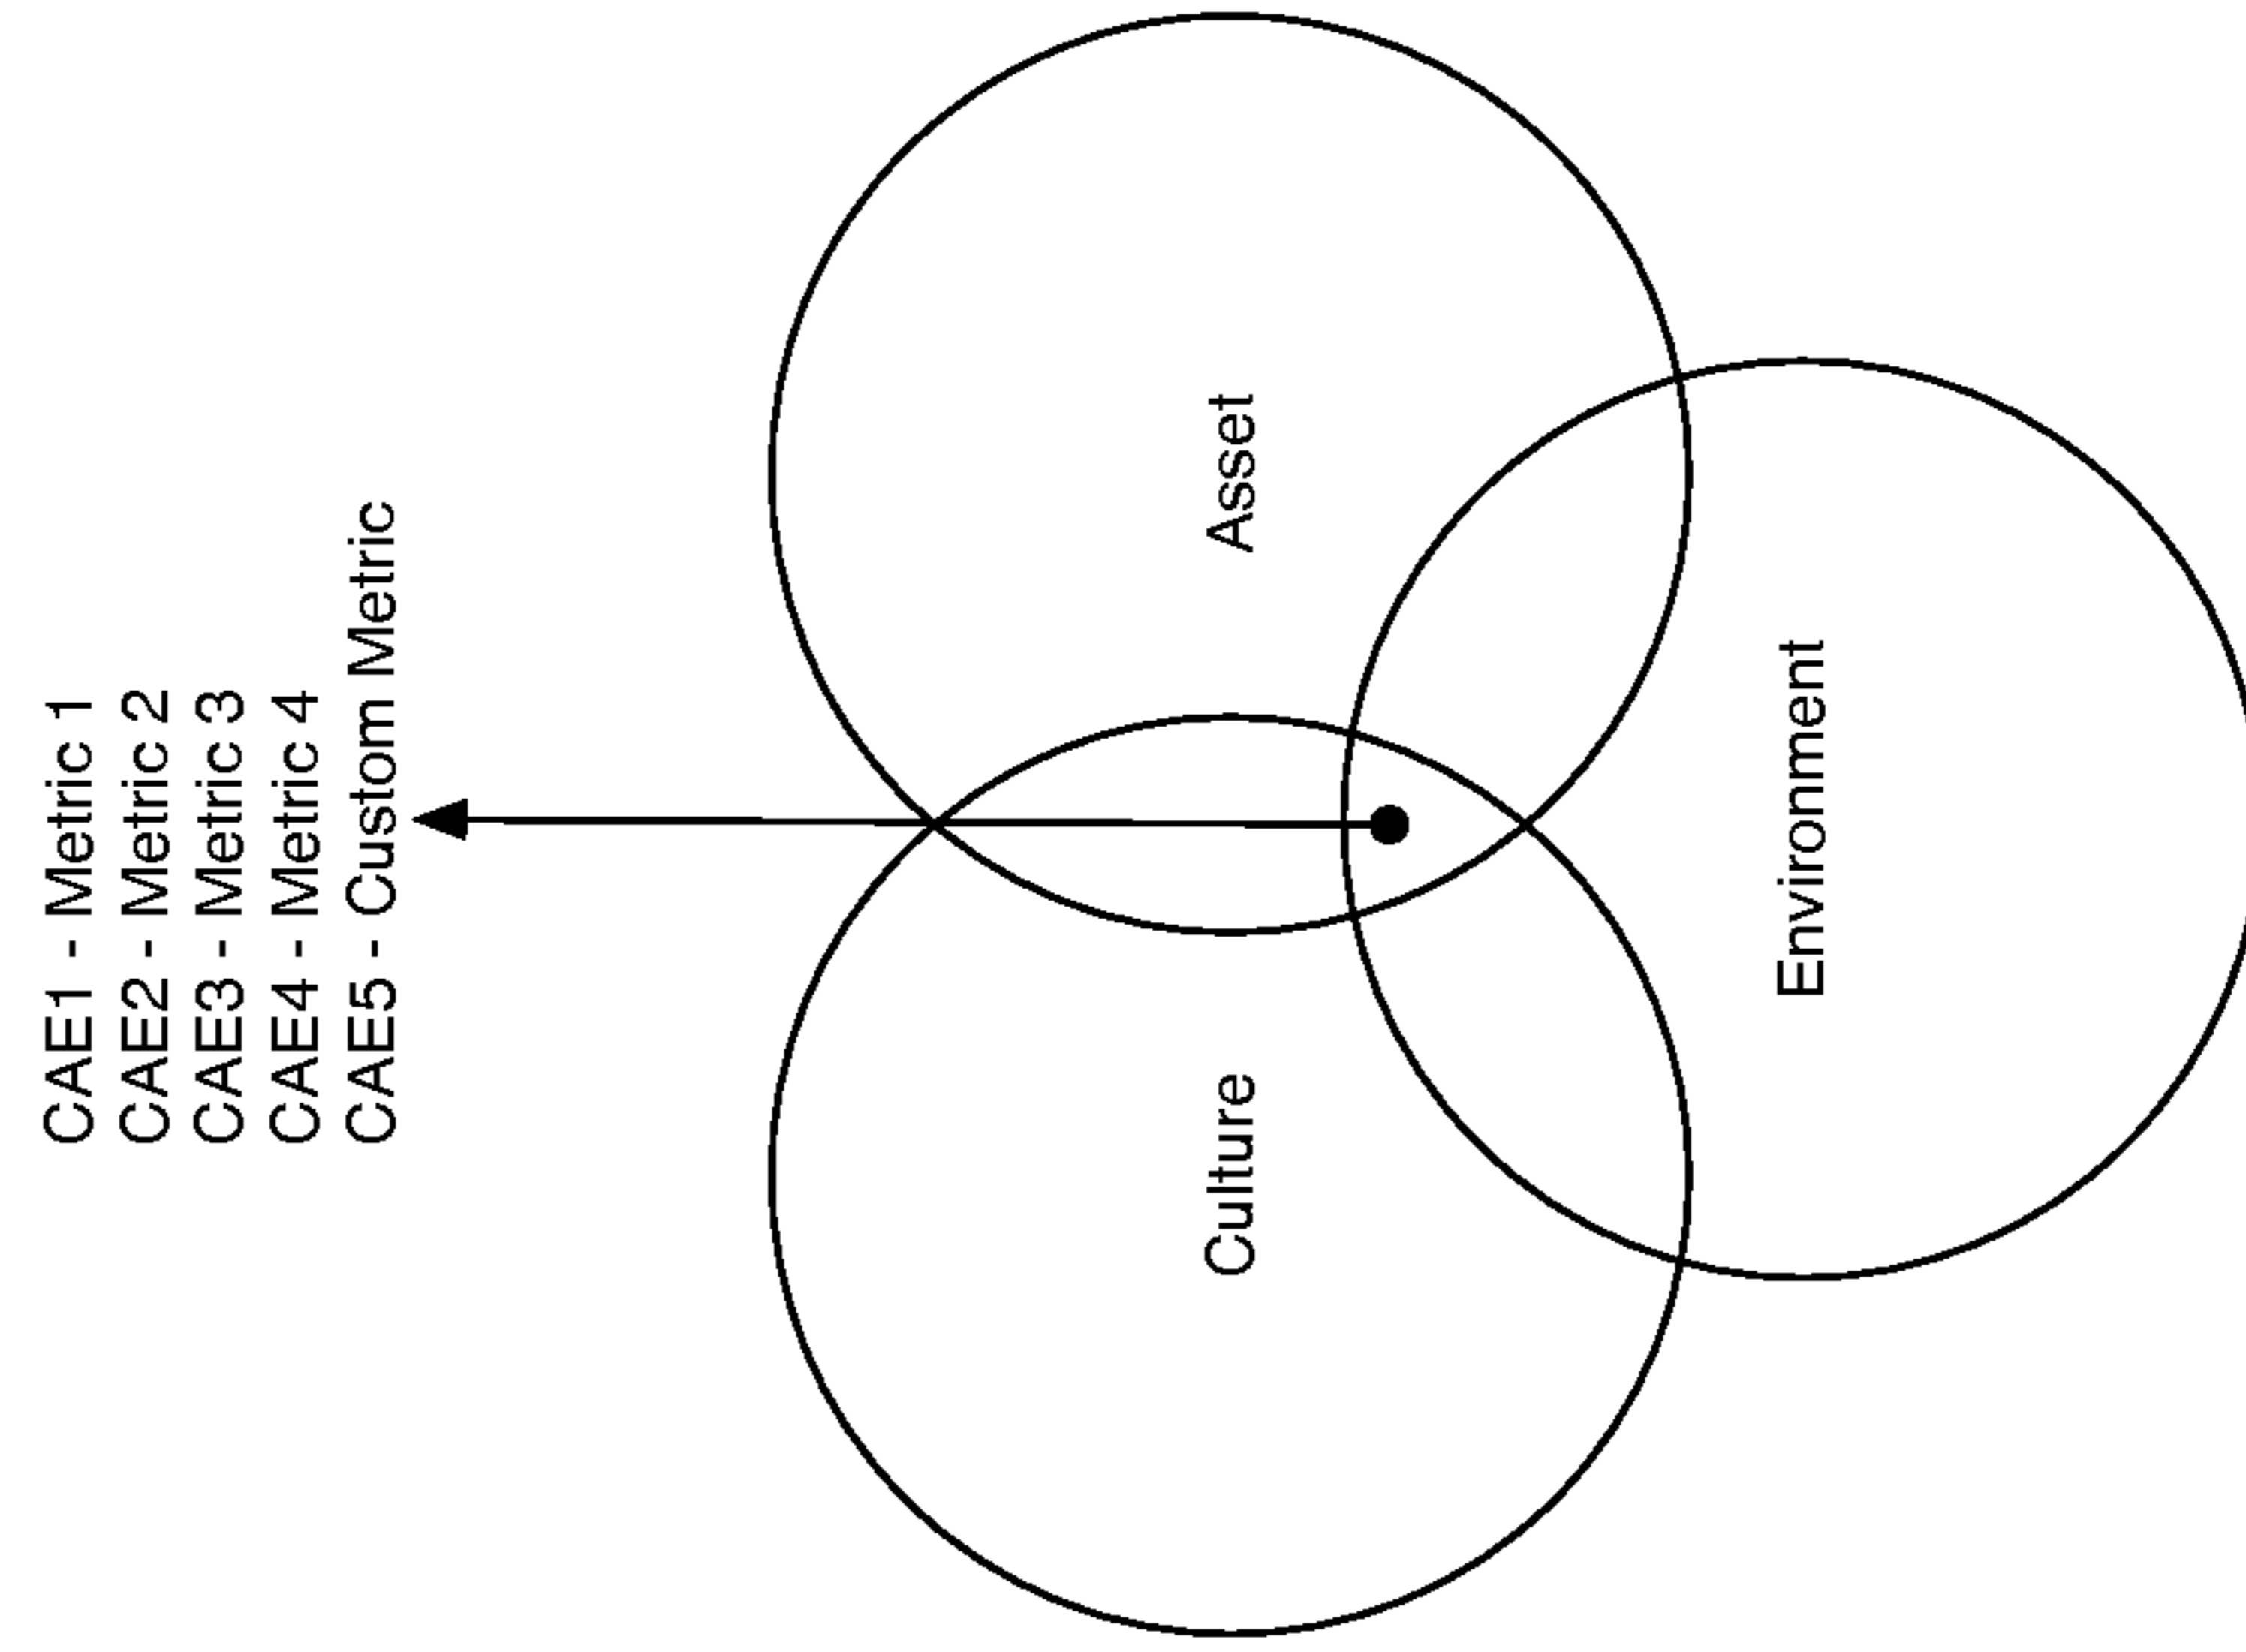 CAE1 - Metric 1
CAE2 - Metric 2
CAE3 - Metric 3
CAE4 - Metric 4
CAE5 - Custom Metric
Culture
Asset
Environment